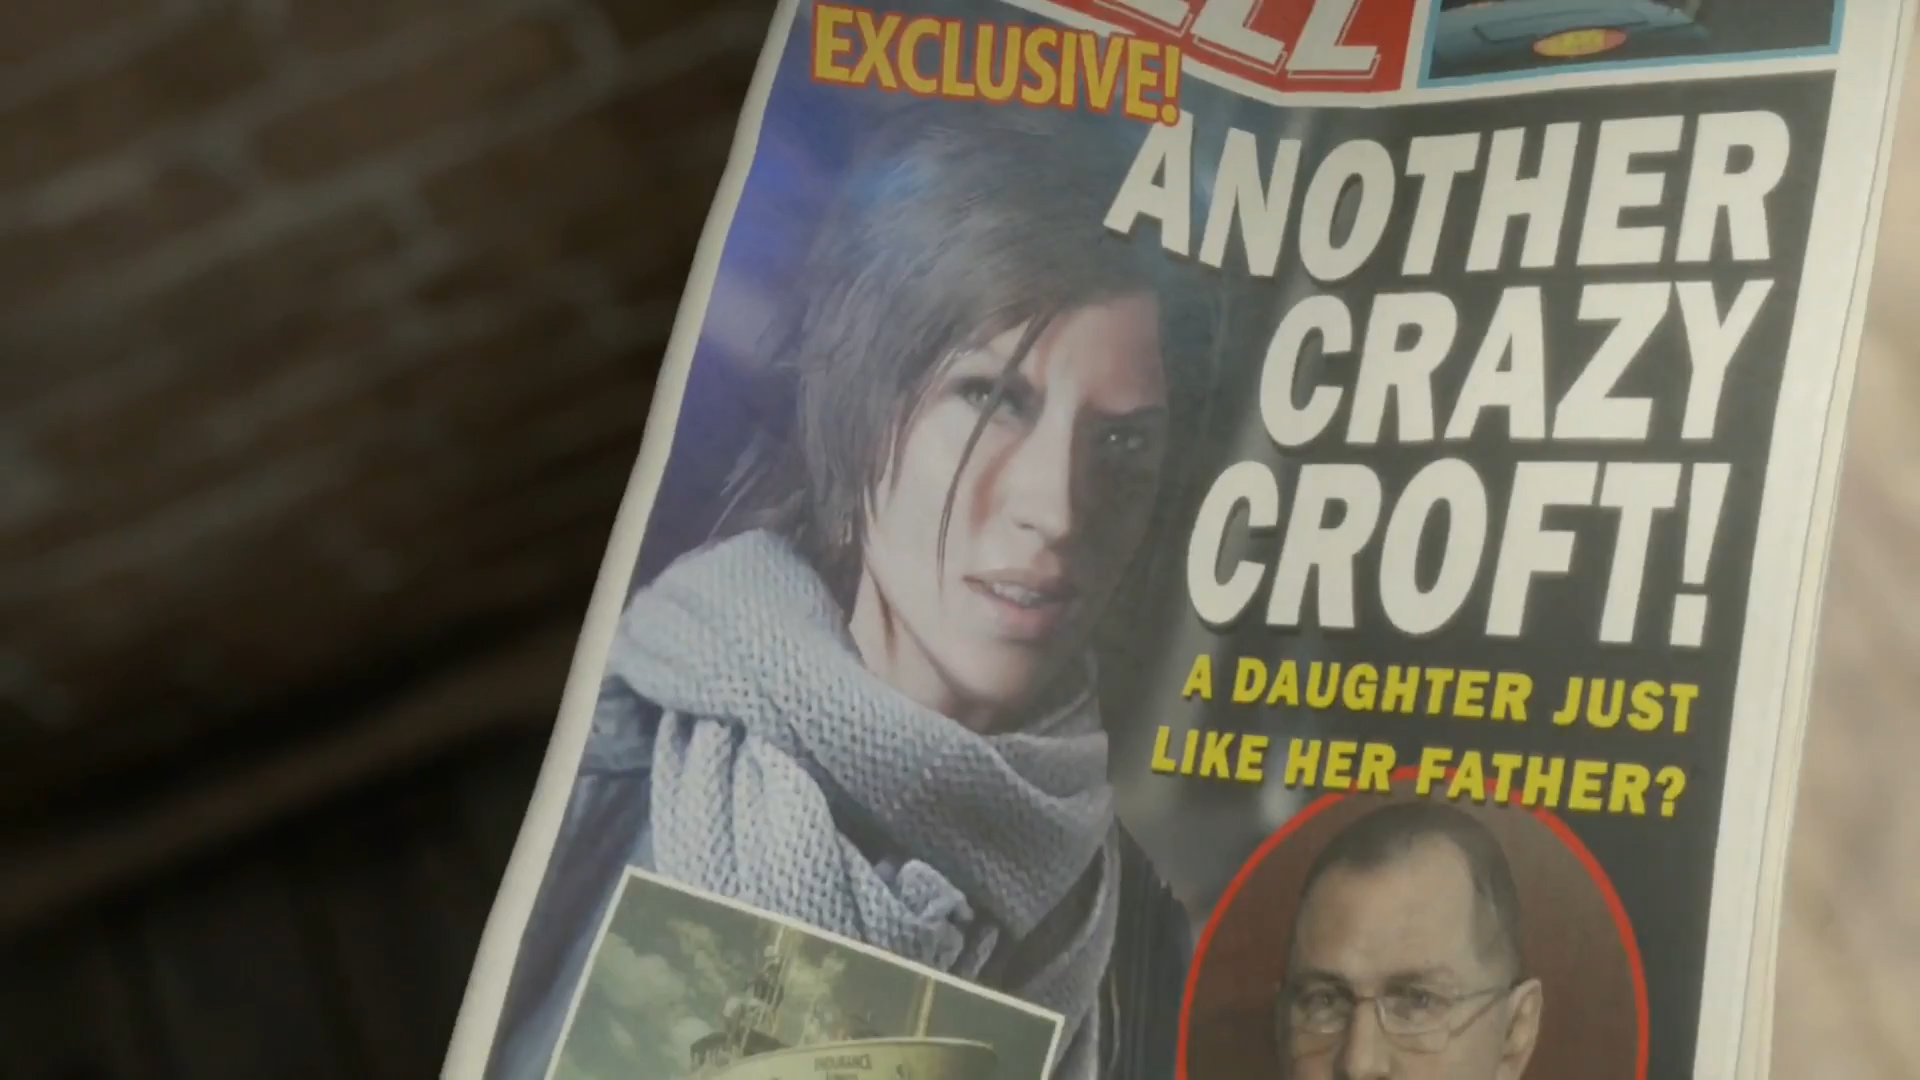 EXCLUSIVE!
ANOTHER
CRAZY
CROFT!
A DAUGHTER JUST
LIKE HER FATHER?